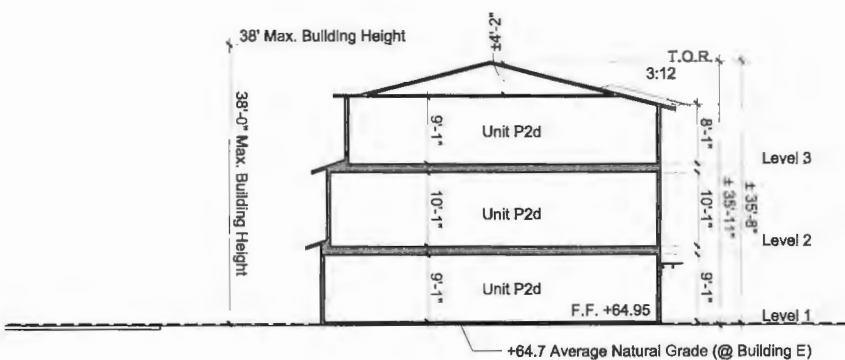 38' Max. Building Height
±4'-2"
T.O.R.
3:12
38'-0" Max. Building Height
9'-1"
Unit P2d
8'-1"
Level 3
10'-1"
Unit P2d
10'-1"
± 35'-11"
± 35'-8"
Level 2
9'-1"
Unit P2d
F.F. +64.95
9'-1"
Level 1
+64.7 Average Natural Grade (@ Building E)